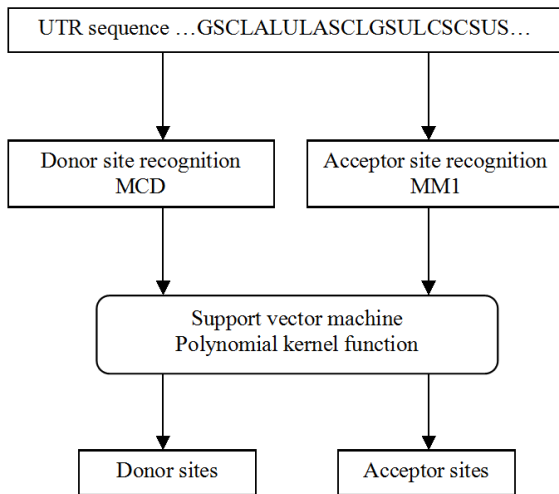 UTR sequence …GSCLALULASCLGSULCSCSUS…
Donor site recognition
MCD
Acceptor site recognition
MM1
Support vector machine
Polynomial kernel function
Donor sites
Acceptor sites